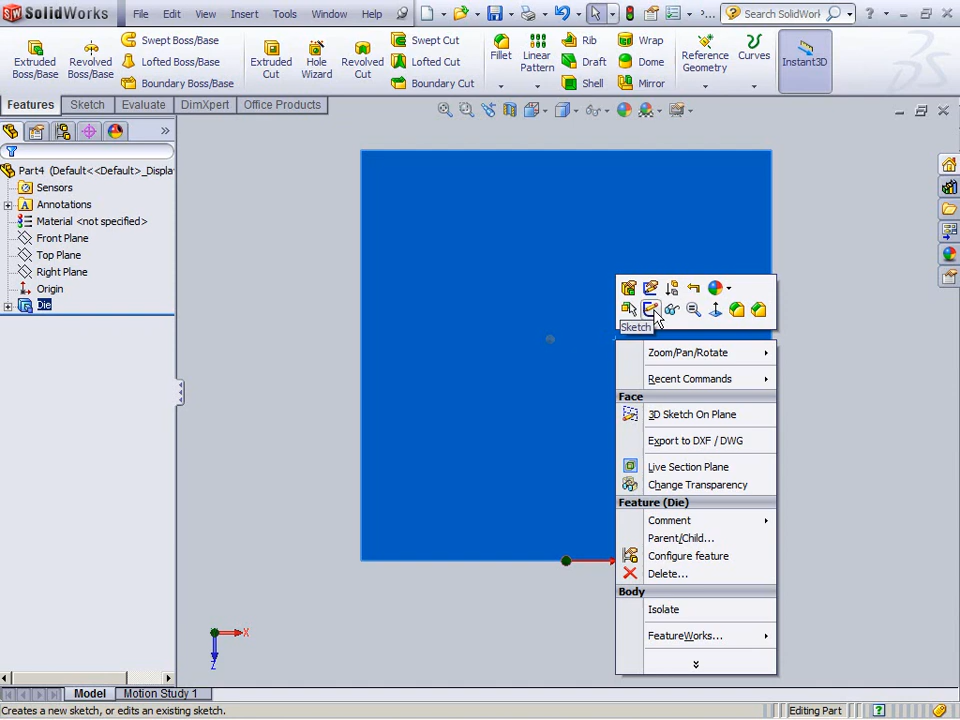 SolidWorks File Edit View Insert Tools Window Help Search SolidWorks
Extruded Boss/Base
Revolved Boss/Base
Swept Boss/Base
Lofted Boss/Base
Boundary Boss/Base
Extruded Cut
Hole Wizard
Revolved Cut
Swept Cut
Lofted Cut
Boundary Cut
Fillet
Linear Pattern
Rib
Draft
Shell
Wrap
Dome
Mirror
Reference Geometry
Curves
Instant3D
Features Sketch Evaluate DimXpert Office Products
Part4 (Default<<Default>_Displa
Sensors
Annotations
Material <not specified>
Front Plane
Top Plane
Right Plane
Origin
Die
Sketch
Zoom/Pan/Rotate
Recent Commands
Face
3D Sketch On Plane
Export to DXF / DWG
Live Section Plane
Change Transparency
Feature (Die)
Comment
Parent/Child...
Configure feature
Delete...
Body
Isolate
FeatureWorks...
X
Z
Model Motion Study 1
Creates a new sketch, or edits an existing sketch. Editing Part